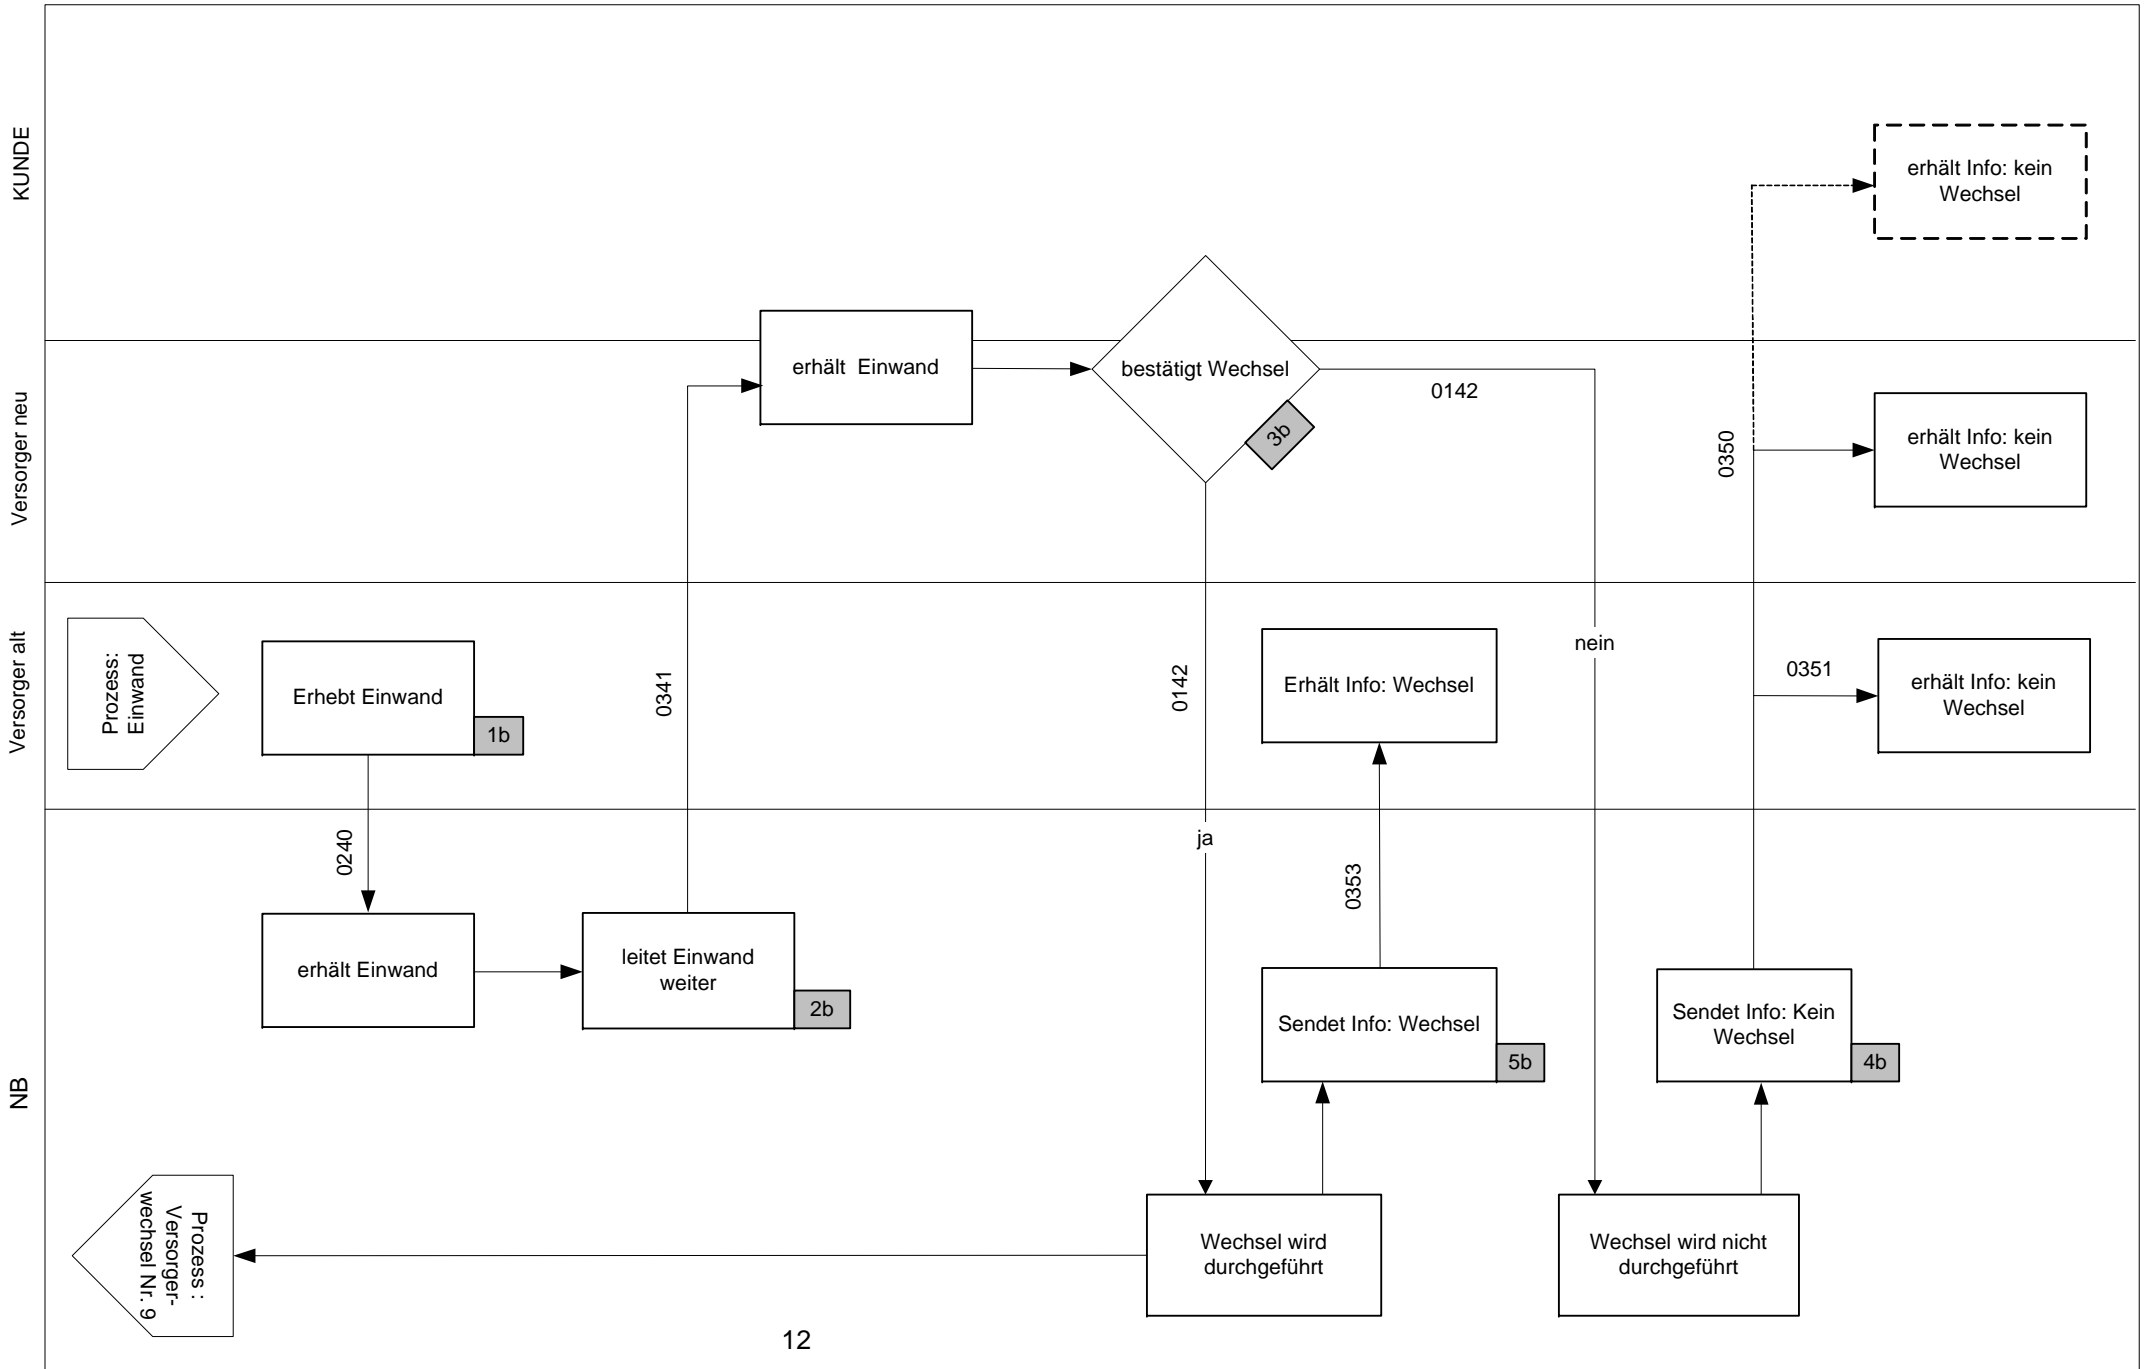 KUNDE
erhält Info: kein
Wechsel
Versorger neu
erhält Einwand
bestätigt Wechsel
3b
0142
0350
erhält Info: kein
Wechsel
Versorger alt
Prozess:
Einwand
Erhebt Einwand
1b
0341
0142
Erhält Info: Wechsel
nein
0351
erhält Info: kein
Wechsel
NB
0240
ja
0353
erhält Einwand
leitet Einwand
weiter
2b
Sendet Info: Wechsel
5b
Sendet Info: Kein
Wechsel
4b
Prozess :
Versorger-
wechsel Nr. 9
Wechsel wird
durchgeführt
Wechsel wird nicht
durchgeführt
12